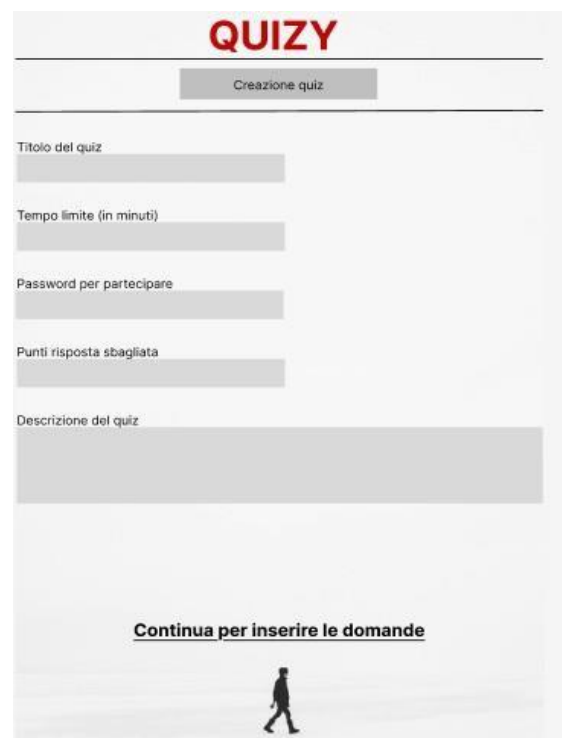 QUIZY
Creazione quiz
Titolo del quiz
Tempo limite (in minuti)
Password per partecipare
Punti risposta sbagliata
Descrizione del quiz
Continua per inserire le domande